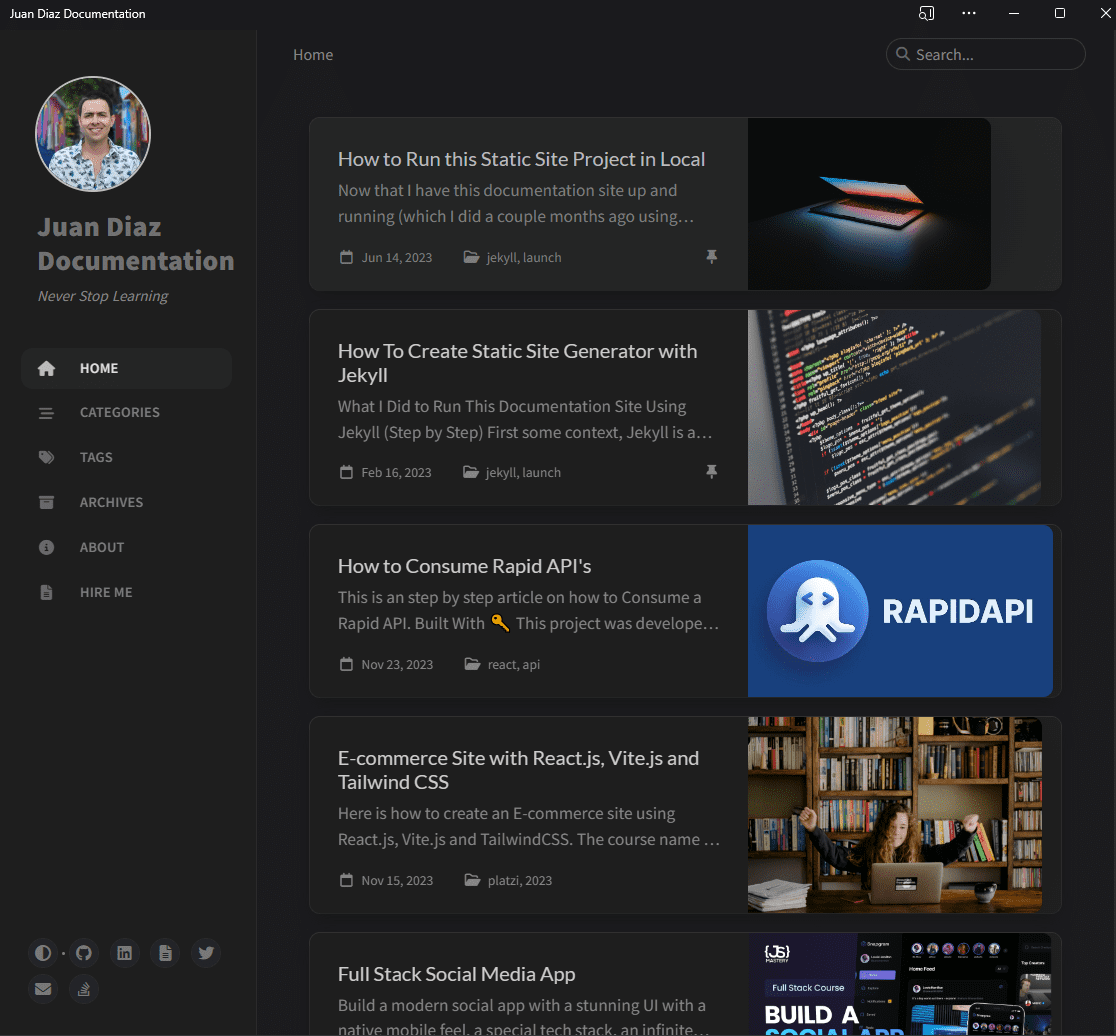 Juan Diaz Documentation
Home
Search...
Juan Diaz
Documentation
Never Stop Learning
HOME
CATEGORIES
TAGS
ARCHIVES
ABOUT
HIRE ME
How to Run this Static Site Project in Local
Now that I have this documentation site up and
running (which I did a couple months ago using…
Jun 14, 2023
jekyll, launch
How To Create Static Site Generator with
Jekyll
What I Did to Run This Documentation Site Using
Jekyll (Step by Step) First some context, Jekyll is a…
Feb 16, 2023
jekyll, launch
How to Consume Rapid API's
This is an step by step article on how to Consume a
Rapid API. Built With 🔑 This project was develope…
Nov 23, 2023
react, api
RAPIDAPI
E-commerce Site with React.js, Vite.js and
Tailwind CSS
Here is how to create an E-commerce site using
React.js, Vite.js and TailwindCSS. The course name …
Nov 15, 2023
platzi, 2023
Full Stack Social Media App
Build a modern social app with a stunning UI with a
native mobile feel, a special tech stack, an infinite…
{JS}
MASTERY
Full Stack Course
BUILD A
SOCIAL APP
Snapgram
Home Feed
Top Creators